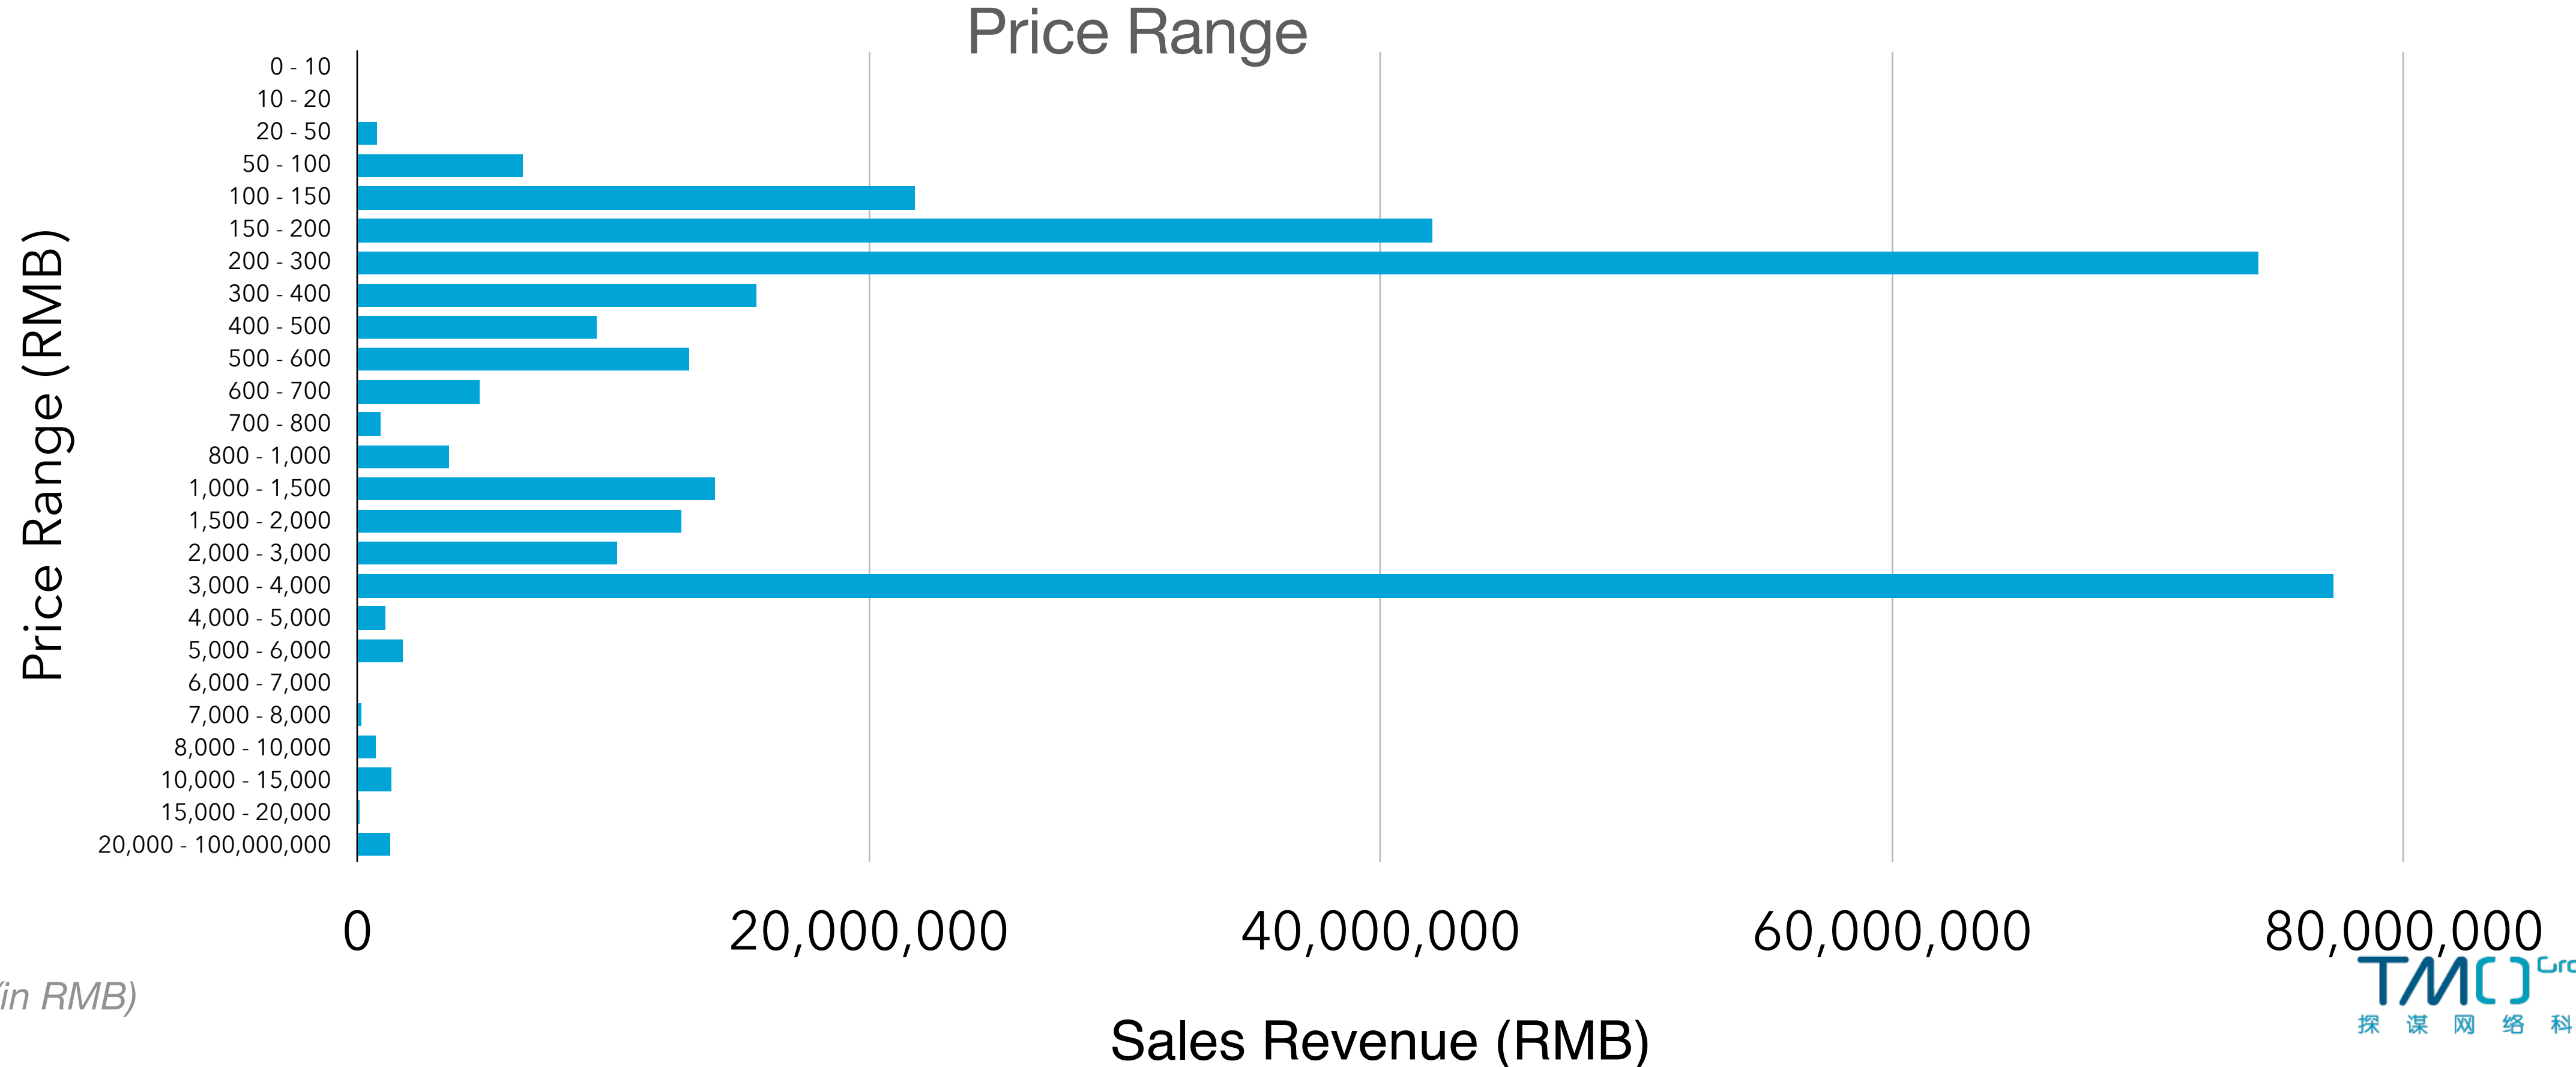 Price Range
Price Range (RMB)
0 - 10
10 - 20
20 - 50
50 - 100
100 - 150
150 - 200
200 - 300
300 - 400
400 - 500
500 - 600
600 - 700
700 - 800
800 - 1,000
1,000 - 1,500
1,500 - 2,000
2,000 - 3,000
3,000 - 4,000
4,000 - 5,000
5,000 - 6,000
6,000 - 7,000
7,000 - 8,000
8,000 - 10,000
10,000 - 15,000
15,000 - 20,000
20,000 - 100,000,000
0 20,000,000 40,000,000 60,000,000 80,000,000
in RMB)
Sales Revenue (RMB)
TMO
探谋网络科